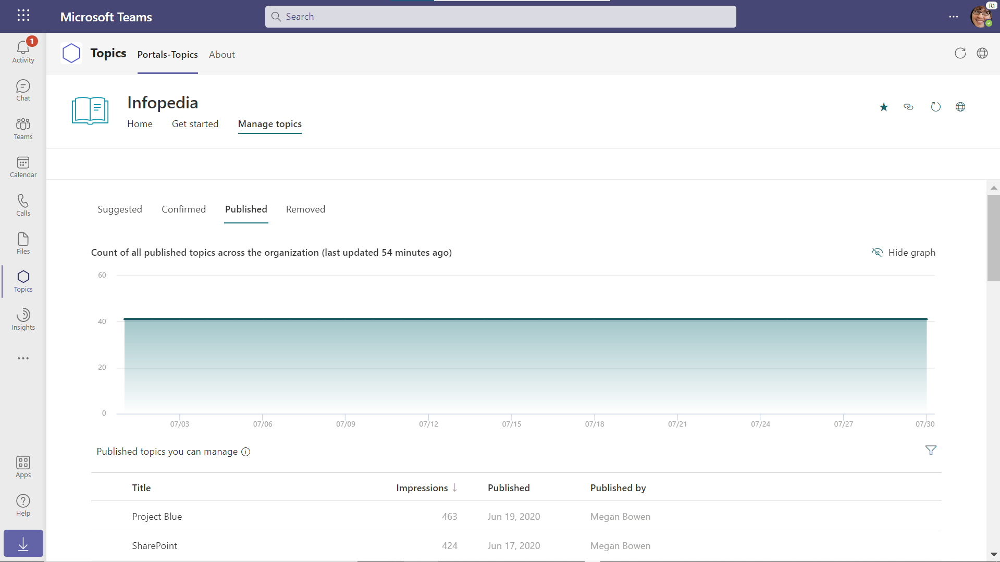 Microsoft Teams
Search
R1
1
Activity
Chat
Teams
Calendar
Calls
Files
Topics
Insights
Apps
Help
Topics Portals-Topics About
Infopedia
Home Get started Manage topics
Suggested Confirmed Published Removed
Count of all published topics across the organization (last updated 54 minutes ago)
Hide graph
60
40
20
0
07/03 07/06 07/09 07/12 07/15 07/18 07/21 07/24 07/27 07/30
Published topics you can manage
Title Impressions ↓ Published Published by
Project Blue 463 Jun 19, 2020 Megan Bowen
SharePoint 424 Jun 17, 2020 Megan Bowen